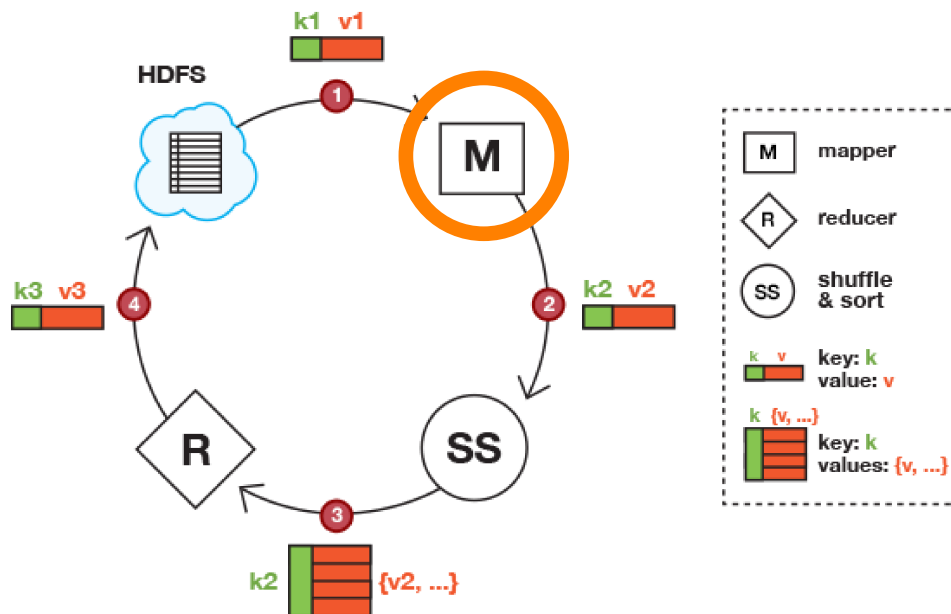 k1 v1
HDFS
1
M
k3 v3
4
2
k2 v2
R
SS
3
k2
{v2, ...}
M mapper
R reducer
SS shuffle
& sort
k v
key: k
value: v
k {v, ...}
key: k
values: {v, ...}